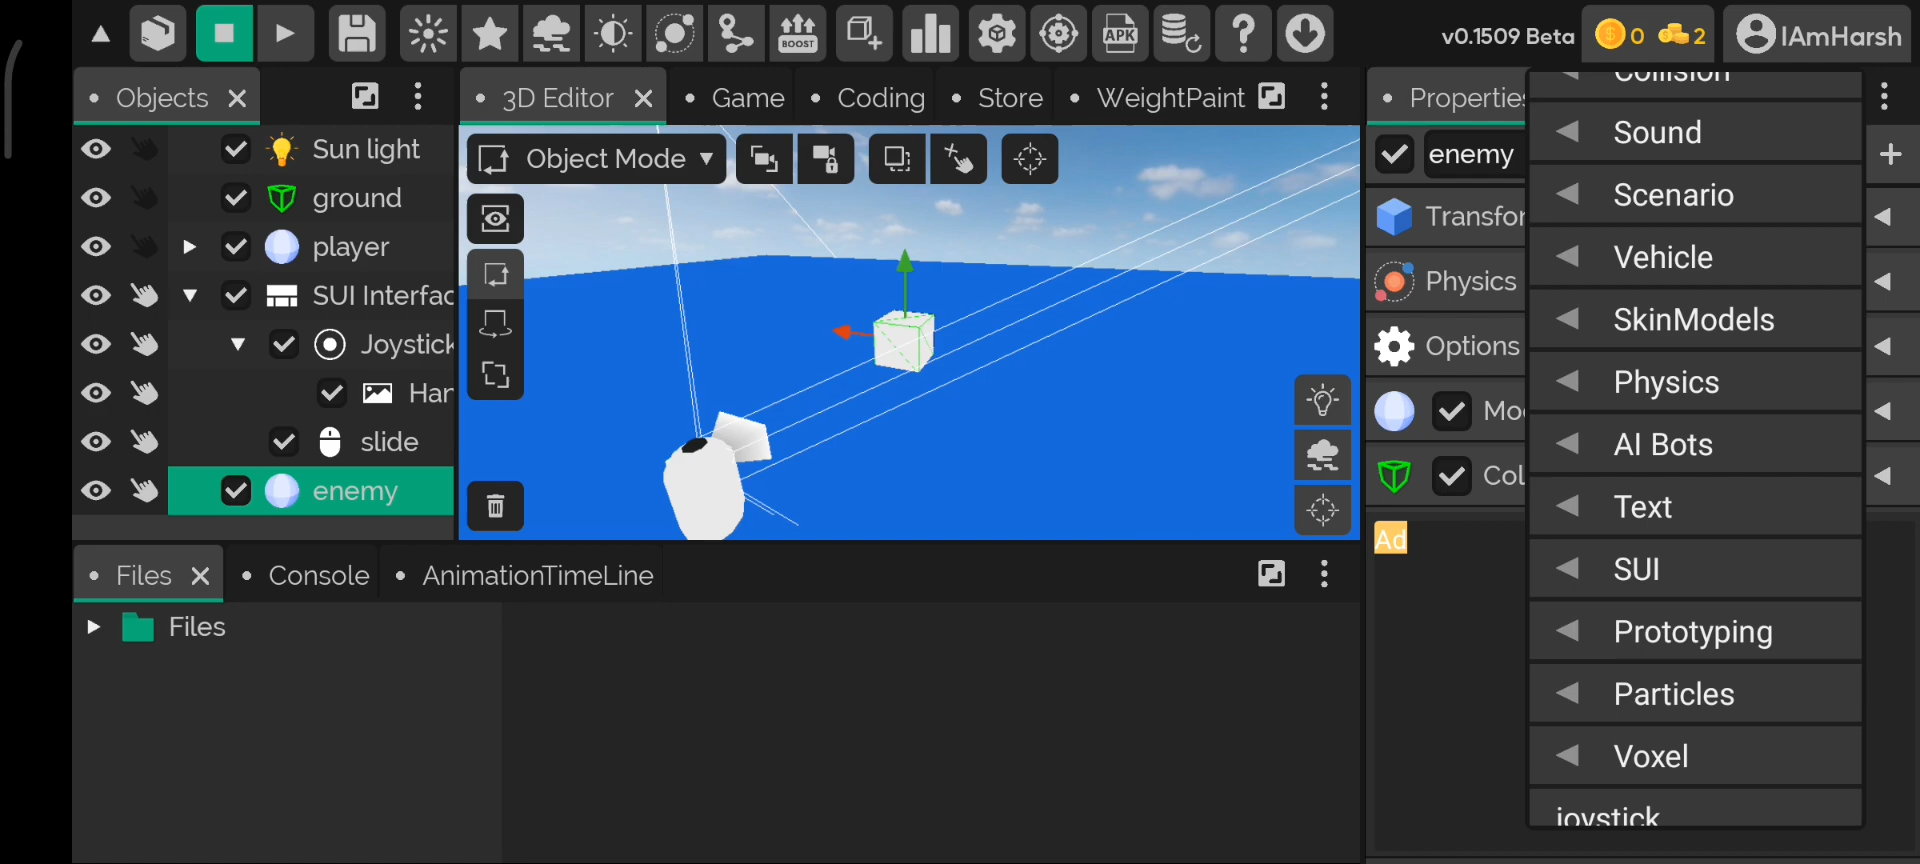 BOOST
APK
v0.1509 Beta
0
2
IAmHarsh
Objects
3D Editor
Game
Coding
Store
WeightPaint
Properties
Collision
Sun light
ground
player
SUI Interfac
Joystick
Har
slide
enemy
Object Mode
enemy
Transfor
Physics
Options
Mo
Col
Ad
Sound
Scenario
Vehicle
SkinModels
Physics
AI Bots
Text
SUI
Prototyping
Particles
Voxel
joystick
Files
Console
AnimationTimeLine
Files